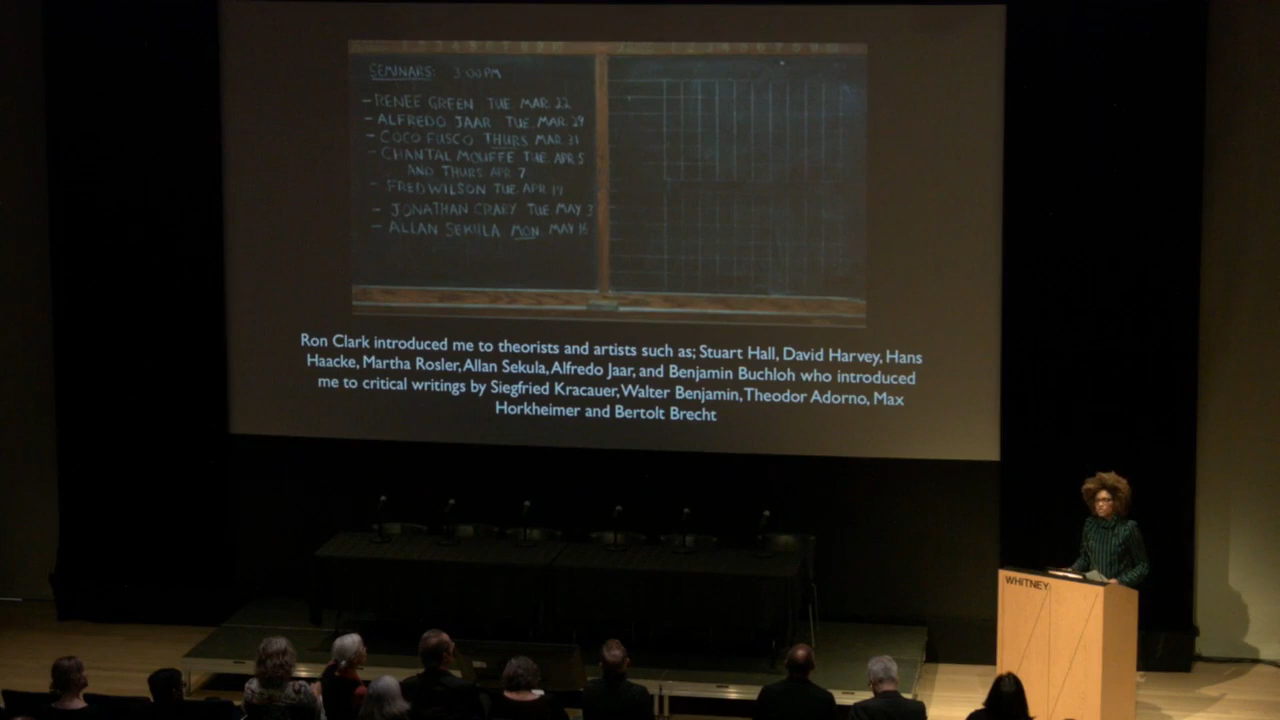 SEMINARS: 3:00PM
- RENEE GREEN TUE. MAR. 22
- ALFREDO JAAR TUE. MAR. 29
- COCO FUSCO THURS MAR. 31
- CHANTAL MOUFFE TUE. APR 5
AND THURS APR. 7
- FRED WILSON TUE. APR. 19
- JONATHAN CRARY TUE MAY 3
- ALLAN SEKULA MON MAY 16
Ron Clark introduced me to theorists and artists such as; Stuart Hall, David Harvey, Hans
Haacke, Martha Rosler, Allan Sekula, Alfredo Jaar, and Benjamin Buchloh who introduced
me to critical writings by Siegfried Kracauer, Walter Benjamin, Theodor Adorno, Max
Horkheimer and Bertolt Brecht
WHITNEY